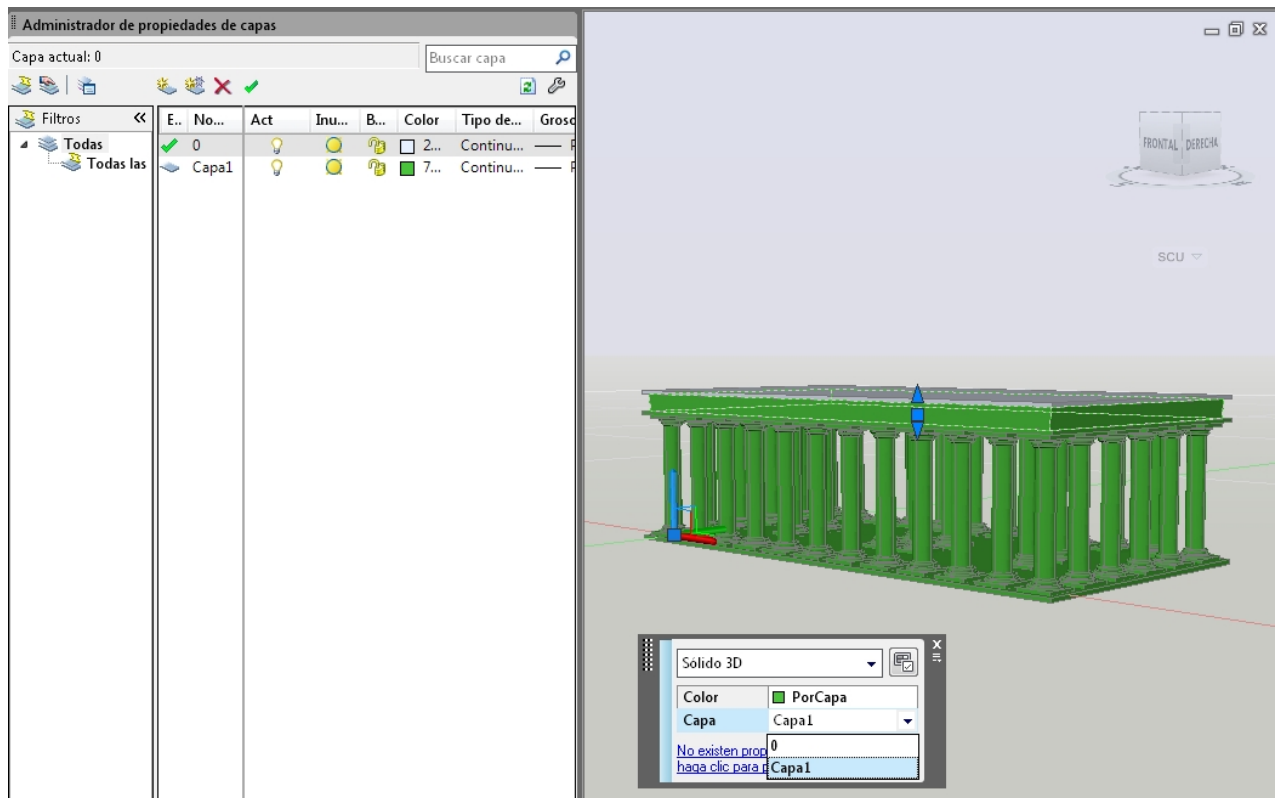 Administrador de propiedades de capas
Capa actual: 0
Buscar capa
Filtros
E.. No... Act Inu... B... Color Tipo de... Groso
Todas
0 2... Continu...
Todas las
Capa1 7... Continu...
FRONTAL DERECHA
SCU
Sólido 3D
Color PorCapa
Capa Capa1
0
No existen prop
haga clic para
Capa1